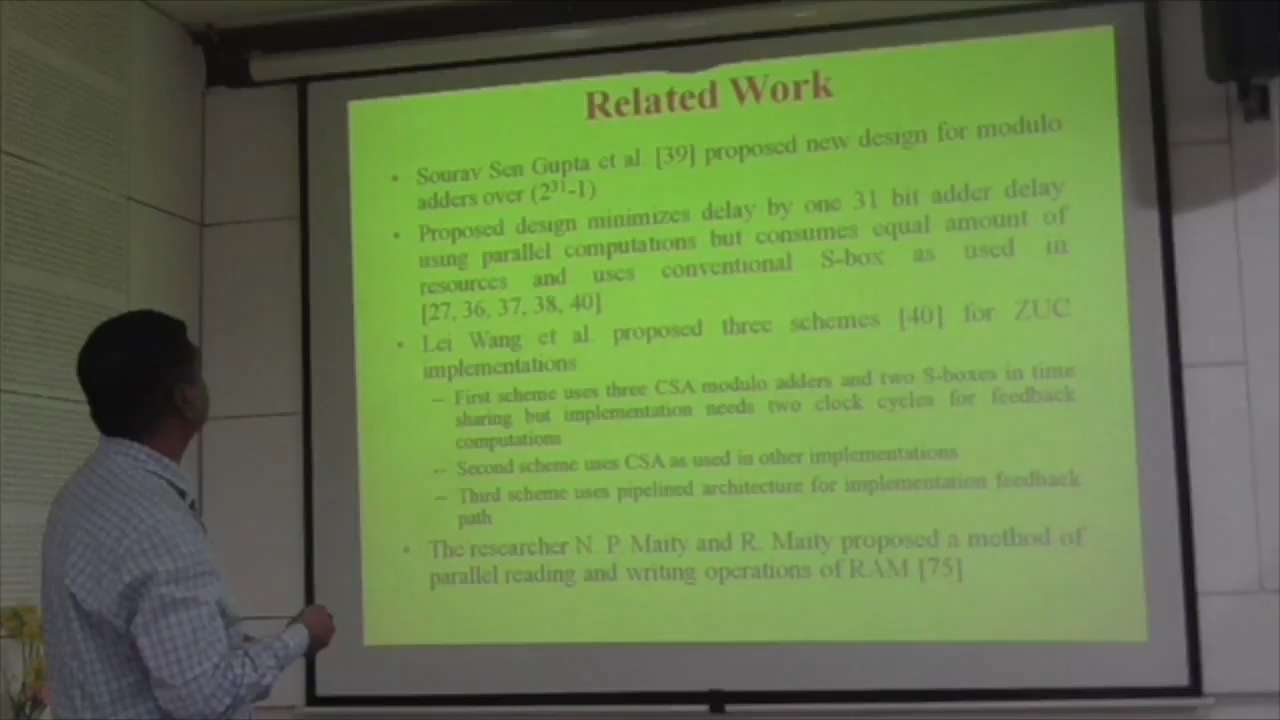 Related Work
• Sourav Sen Gupta et al. [39] proposed new design for modulo
adders over (2³¹-1)
• Proposed design minimizes delay by one 31 bit adder delay
using parallel computations but consumes equal amount of
resources and uses conventional S-box as used in
[27, 36, 37, 38, 40]
• Lei Wang et al. proposed three schemes [40] for ZUC
implementations
– First scheme uses three CSA modulo adders and two S-boxes in time
sharing but implementation needs two clock cycles for feedback
computations
– Second scheme uses CSA as used in other implementations
– Third scheme uses pipelined architecture for implementation feedback
path
• The researcher N. P. Maity and R. Maity proposed a method of
parallel reading and writing operations of RAM [75]